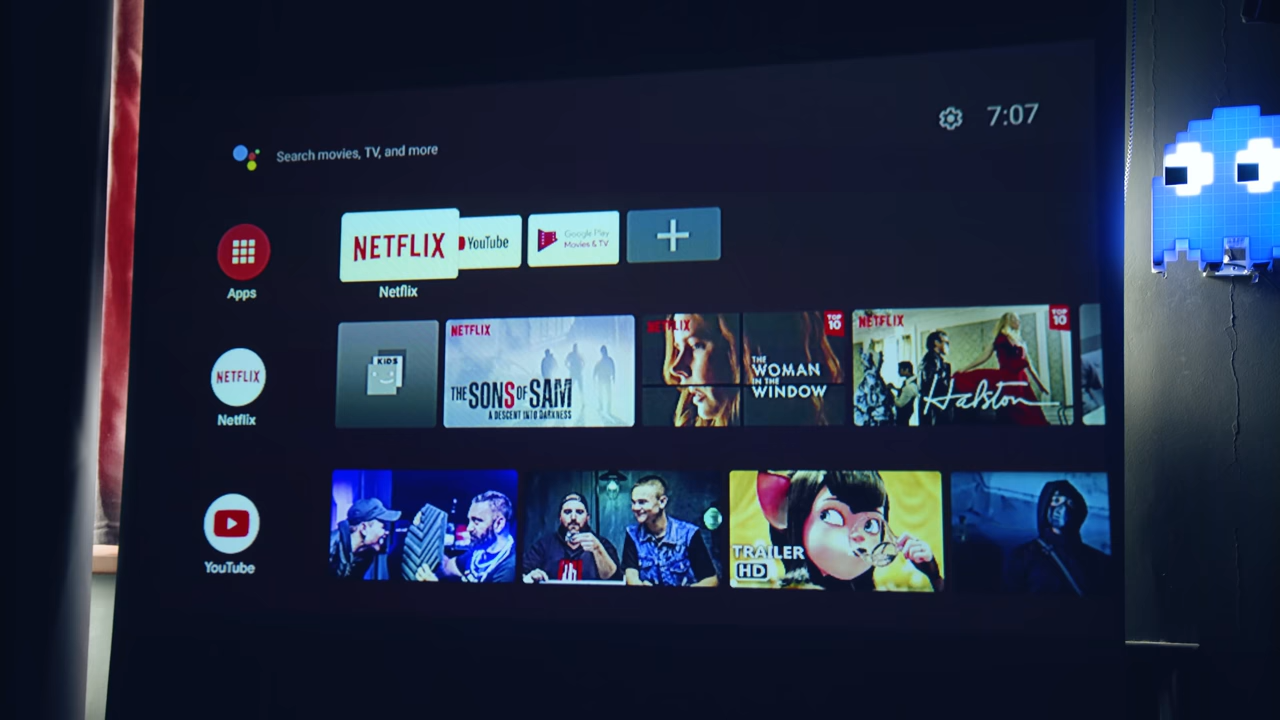 7:07
Search movies, TV, and more
NETFLIX
YouTube
Google Play
Movies & TV
Apps
Netflix
KIDS
NETFLIX
THE SONS OF SAM
A DESCENT INTO DARKNESS
NETFLIX
TOP
10
THE
WOMAN
IN THE
WINDOW
NETFLIX
TOP
10
Halston
NETFLIX
Netflix
TRAILER
HD
YouTube